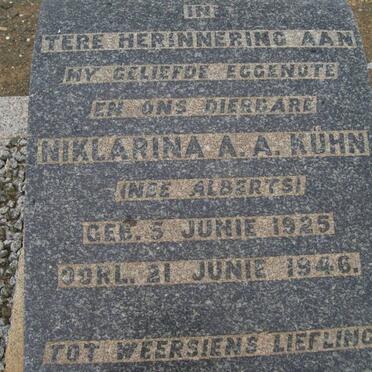 IN
TERE HERINNERING AAN
MY GELIEFDE EGGENOTE
EN ONS DIERBARE
NIKLARINA A. A. KÜHN
(NEE ALBERTS)
GEB. 5 JUNIE 1925
OORL. 21 JUNIE 1946.
TOT WEERSIENS LIEFLING